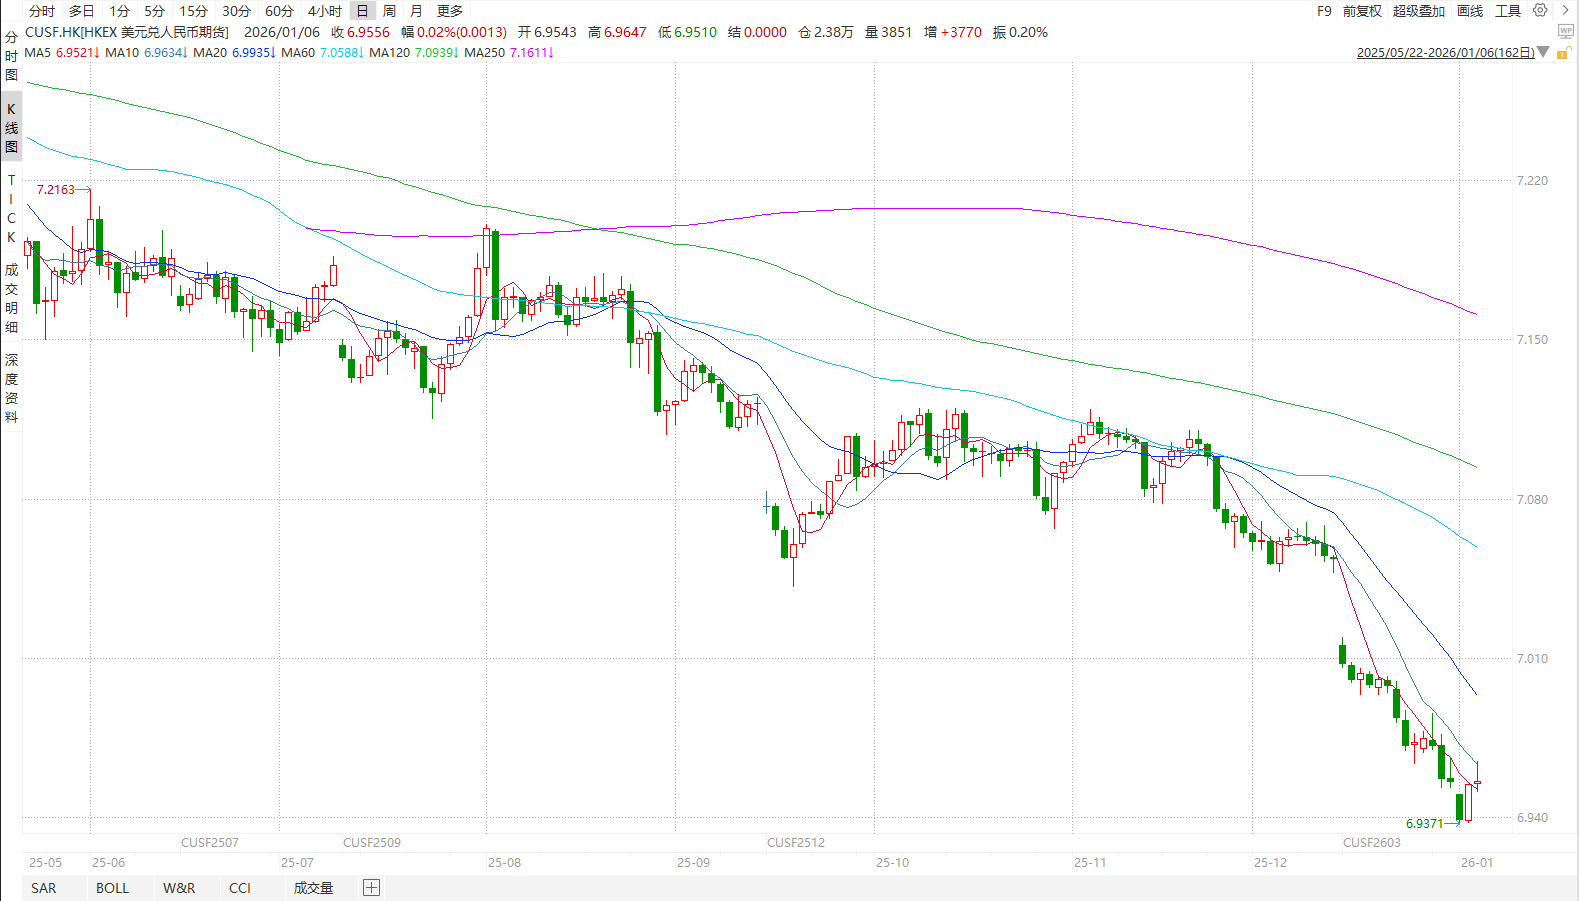 分时 多日 1分 5分 15分 30分 60分 4小时 日 周 月 更多 F9 前复权 超级叠加 画线 工具
CUSF.HK[HKEX 美元兑人民币期货] 2026/01/06 收6.9556 幅0.02%(0.0013) 开6.9543 高6.9647 低6.9510 结0.0000 仓2.38万 量3851 增+3770 振0.20%
WP
MA5 6.9521↓ MA10 6.9634↓ MA20 6.9935↓ MA60 7.0588↓ MA120 7.0939↓ MA250 7.1611↓
2025/05/22-2026/01/06(162日)
分时图
K线图
TICK
成交明细
深度资料
7.2163
7.220
7.150
7.080
7.010
6.940
6.9371
CUSF2507 CUSF2509 CUSF2512 CUSF2603
25-05 25-06 25-07 25-08 25-09 25-10 25-11 25-12 26-01
SAR BOLL W&R CCI 成交量